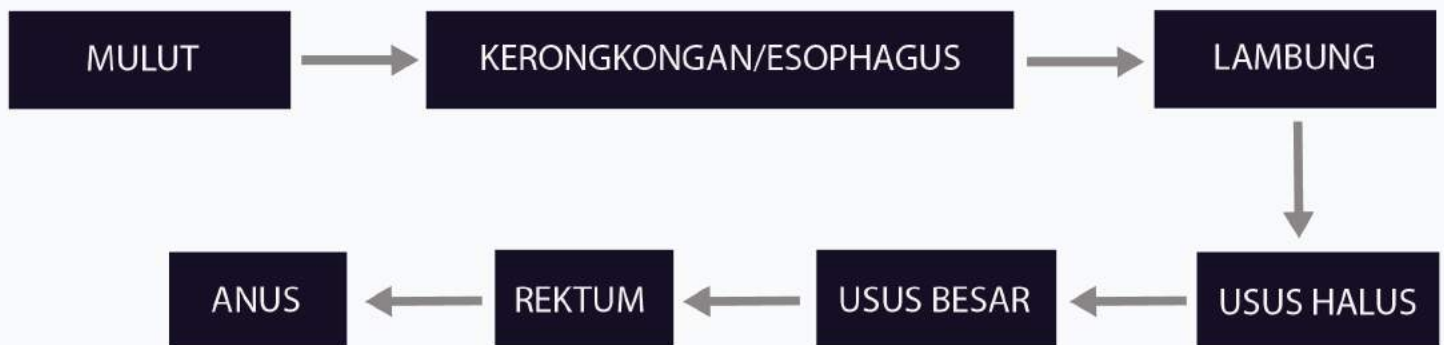 MULUT
KERONGKONGAN/ESOPHAGUS
LAMBUNG
USUS HALUS
USUS BESAR
REKTUM
ANUS